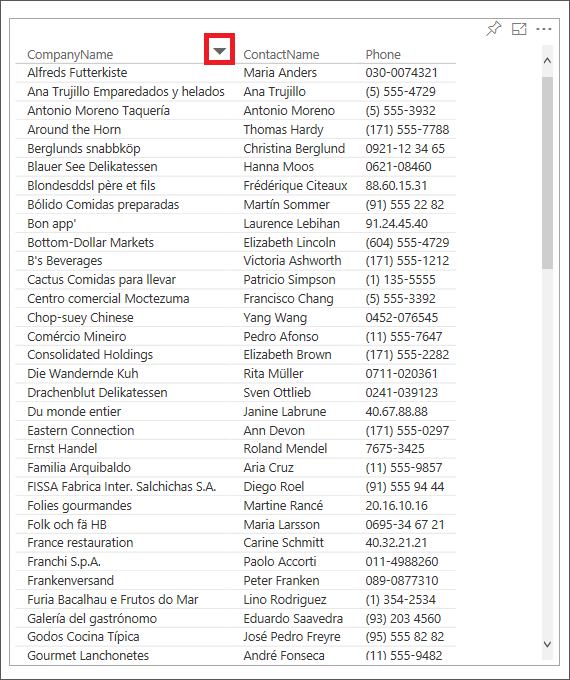 CompanyName ContactName Phone
Alfreds Futterkiste Maria Anders 030-0074321
Ana Trujillo Emparedados y helados Ana Trujillo (5) 555-4729
Antonio Moreno Taquería Antonio Moreno (5) 555-3932
Around the Horn Thomas Hardy (171) 555-7788
Berglunds snabbköp Christina Berglund 0921-12 34 65
Blauer See Delikatessen Hanna Moos 0621-08460
Blondesddsl père et fils Frédérique Citeaux 88.60.15.31
Bólido Comidas preparadas Martín Sommer (91) 555 22 82
Bon app' Laurence Lebihan 91.24.45.40
Bottom-Dollar Markets Elizabeth Lincoln (604) 555-4729
B's Beverages Victoria Ashworth (171) 555-1212
Cactus Comidas para llevar Patricio Simpson (1) 135-5555
Centro comercial Moctezuma Francisco Chang (5) 555-3392
Chop-suey Chinese Yang Wang 0452-076545
Comércio Mineiro Pedro Afonso (11) 555-7647
Consolidated Holdings Elizabeth Brown (171) 555-2282
Die Wandernde Kuh Rita Müller 0711-020361
Drachenblut Delikatessen Sven Ottlieb 0241-039123
Du monde entier Janine Labrune 40.67.88.88
Eastern Connection Ann Devon (171) 555-0297
Ernst Handel Roland Mendel 7675-3425
Familia Arquibaldo Aria Cruz (11) 555-9857
FISSA Fabrica Inter. Salchichas S.A. Diego Roel (91) 555 94 44
Folies gourmandes Martine Rancé 20.16.10.16
Folk och fä HB Maria Larsson 0695-34 67 21
France restauration Carine Schmitt 40.32.21.21
Franchi S.p.A. Paolo Accorti 011-4988260
Frankenversand Peter Franken 089-0877310
Furia Bacalhau e Frutos do Mar Lino Rodriguez (1) 354-2534
Galería del gastrónomo Eduardo Saavedra (93) 203 4560
Godos Cocina Típica José Pedro Freyre (95) 555 82 82
Gourmet Lanchonetes André Fonseca (11) 555-9482